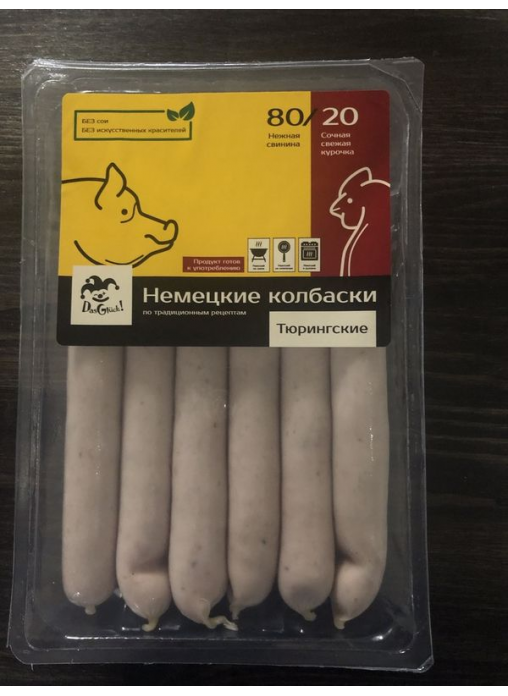 БЕЗ сои
БЕЗ искусственных красителей
80/20
Нежная
свинина
Сочная
свежая
курочка
Продукт готов
к употреблению
DasGlück!
Немецкие колбаски
по традиционным рецептам
Тюрингские